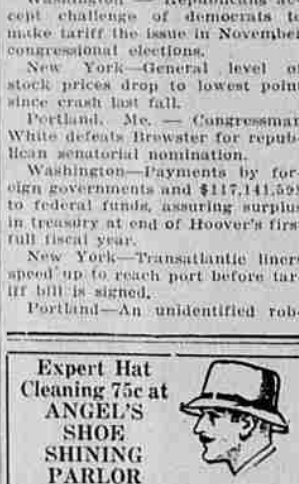 Washington — Republicans ac-
cept challenge of democrats to
make tariff the issue in November
congressional elections.
New York—General level of
stock prices drop to lowest point
since crash last fall.
Portland, Me. — Congressman
White defeats Brewster for repub-
lican senatorial nomination.
Washington—Payments by for-
eign governments and $117,141,593
to federal funds, assuring surplus
in treasury at end of Hoover's first
full fiscal year.
New York—Transatlantic liners
speed up to reach port before tar-
iff bill is signed.
Portland—An unidentified rob-
Expert Hat
Cleaning 75c at
ANGEL'S
SHOE
SHINING
PARLOR